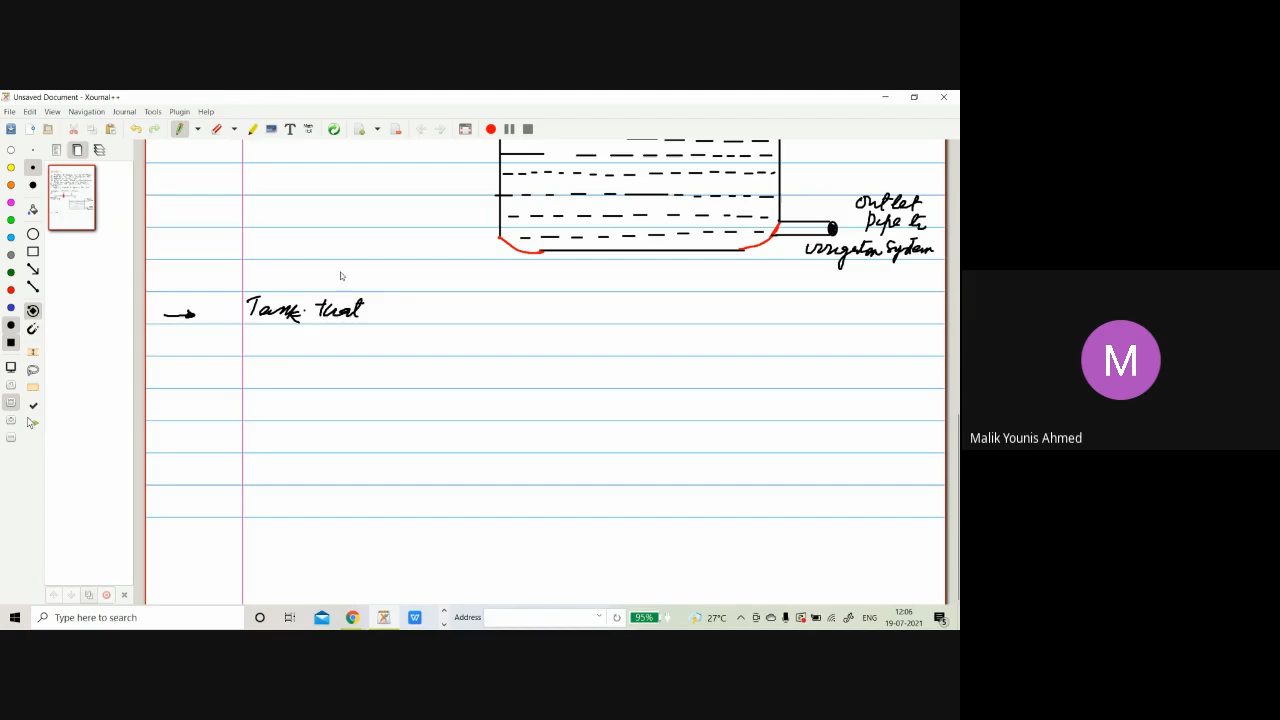 Unsaved Document - Xournal++
File Edit View Navigation Journal Tools Plugin Help
outlet
pipe to
irrigation system
→ Tank that
M
Malik Younis Ahmed
Type here to search
Address
95%
27°C
ENG
12:06
19-07-2021